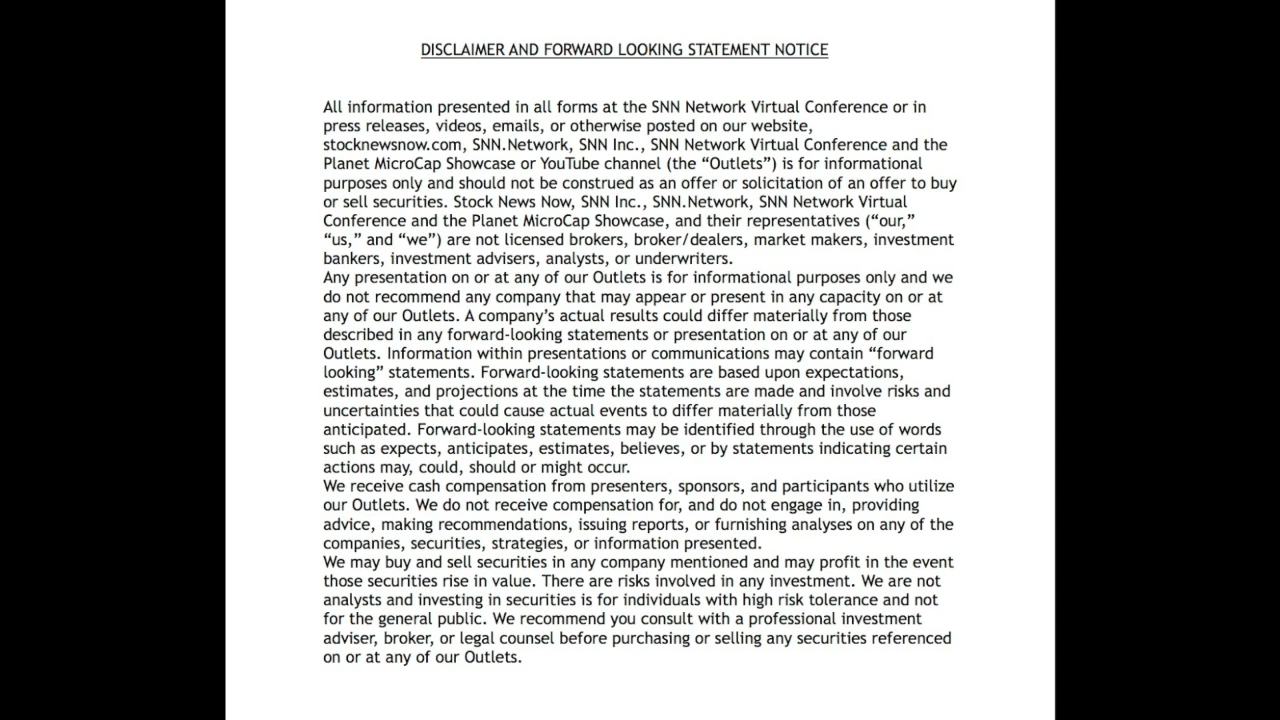 DISCLAIMER AND FORWARD LOOKING STATEMENT NOTICE
All information presented in all forms at the SNN Network Virtual Conference or in
press releases, videos, emails, or otherwise posted on our website,
stocknewsnow.com, SNN.Network, SNN Inc., SNN Network Virtual Conference and the
Planet MicroCap Showcase or YouTube channel (the “Outlets”) is for informational
purposes only and should not be construed as an offer or solicitation of an offer to buy
or sell securities. Stock News Now, SNN Inc., SNN.Network, SNN Network Virtual
Conference and the Planet MicroCap Showcase, and their representatives (“our,”
“us,” and “we”) are not licensed brokers, broker/dealers, market makers, investment
bankers, investment advisers, analysts, or underwriters.
Any presentation on or at any of our Outlets is for informational purposes only and we
do not recommend any company that may appear or present in any capacity on or at
any of our Outlets. A company’s actual results could differ materially from those
described in any forward-looking statements or presentation on or at any of our
Outlets. Information within presentations or communications may contain “forward
looking” statements. Forward-looking statements are based upon expectations,
estimates, and projections at the time the statements are made and involve risks and
uncertainties that could cause actual events to differ materially from those
anticipated. Forward-looking statements may be identified through the use of words
such as expects, anticipates, estimates, believes, or by statements indicating certain
actions may, could, should or might occur.
We receive cash compensation from presenters, sponsors, and participants who utilize
our Outlets. We do not receive compensation for, and do not engage in, providing
advice, making recommendations, issuing reports, or furnishing analyses on any of the
companies, securities, strategies, or information presented.
We may buy and sell securities in any company mentioned and may profit in the event
those securities rise in value. There are risks involved in any investment. We are not
analysts and investing in securities is for individuals with high risk tolerance and not
for the general public. We recommend you consult with a professional investment
adviser, broker, or legal counsel before purchasing or selling any securities referenced
on or at any of our Outlets.